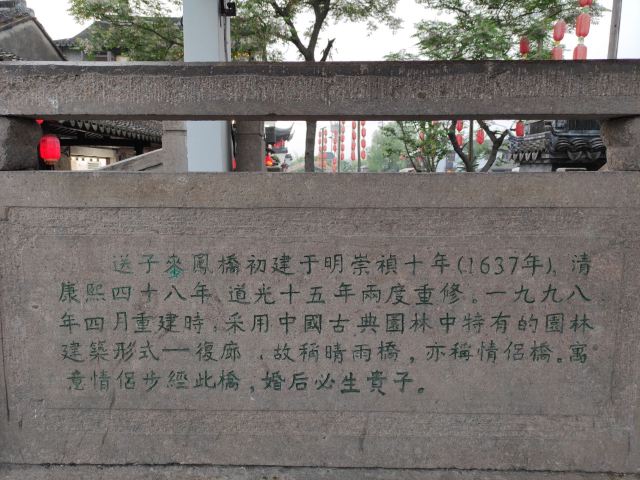 送子來鳳橋初建于明崇禎十年(1637年)、清
康熙四十八年、道光十五年兩度重修。一九九八
年四月重建時,采用中國古典園林中特有的園林
建築形式一復廊,故稱晴雨橋,亦稱情侶橋。寓
意情侶步經此橋,婚后必生貴子。